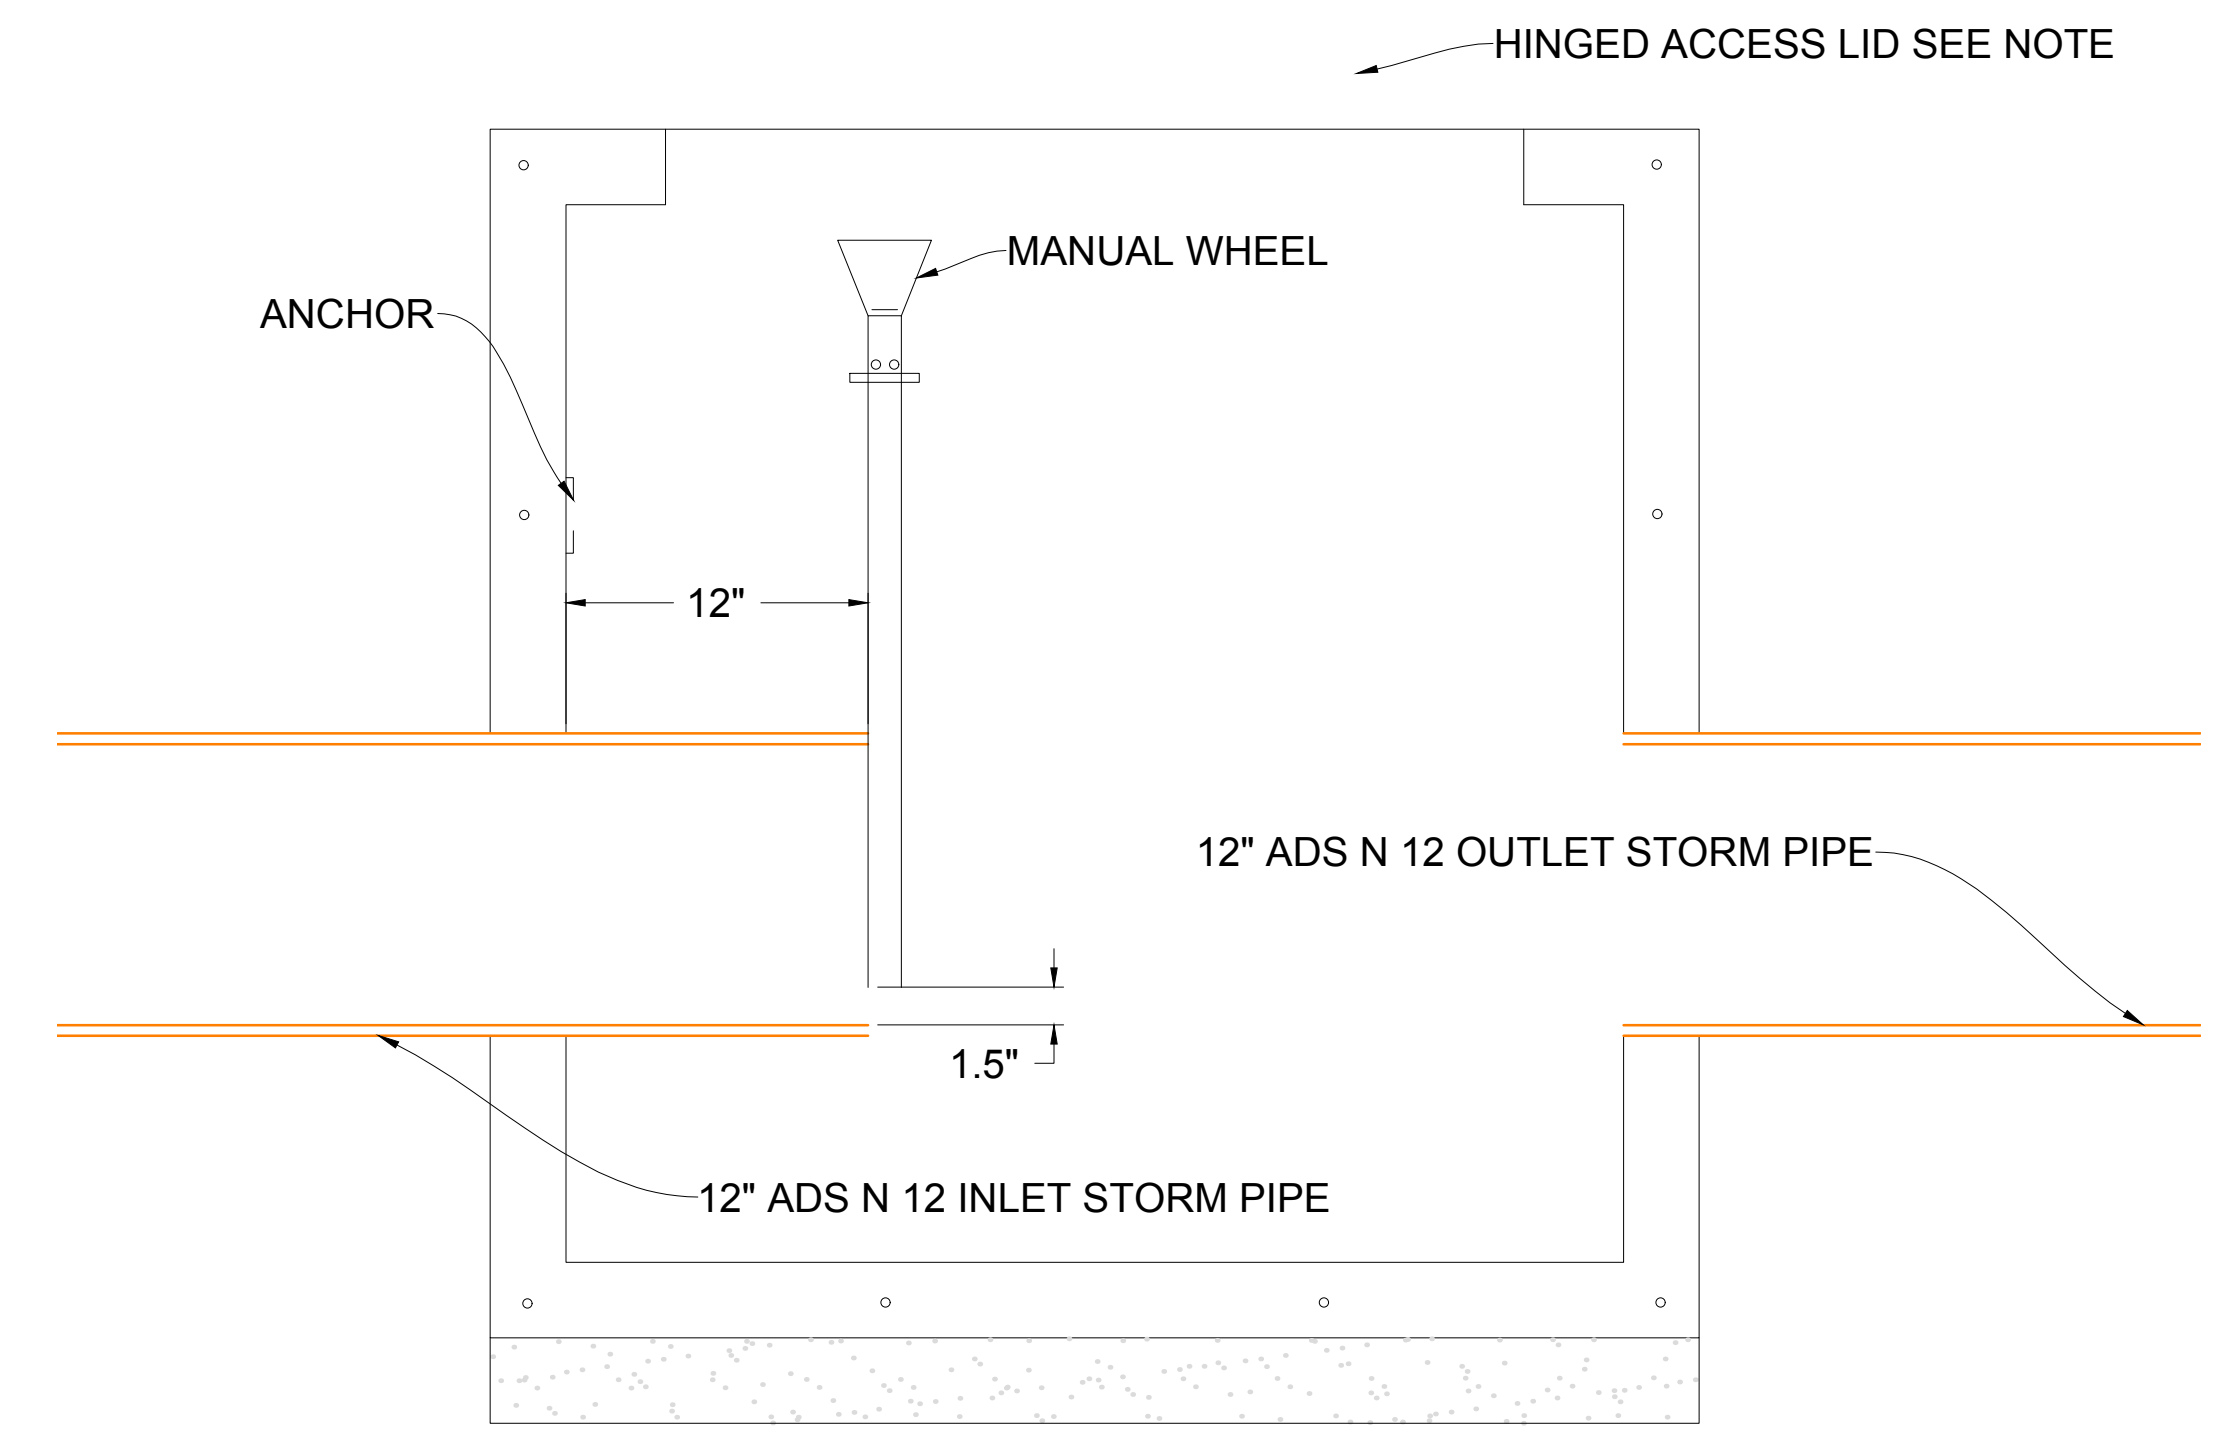 HINGED ACCESS LID SEE NOTE
MANUAL WHEEL
ANCHOR
12"
12" ADS N 12 OUTLET STORM PIPE
1.5"
12" ADS N 12 INLET STORM PIPE